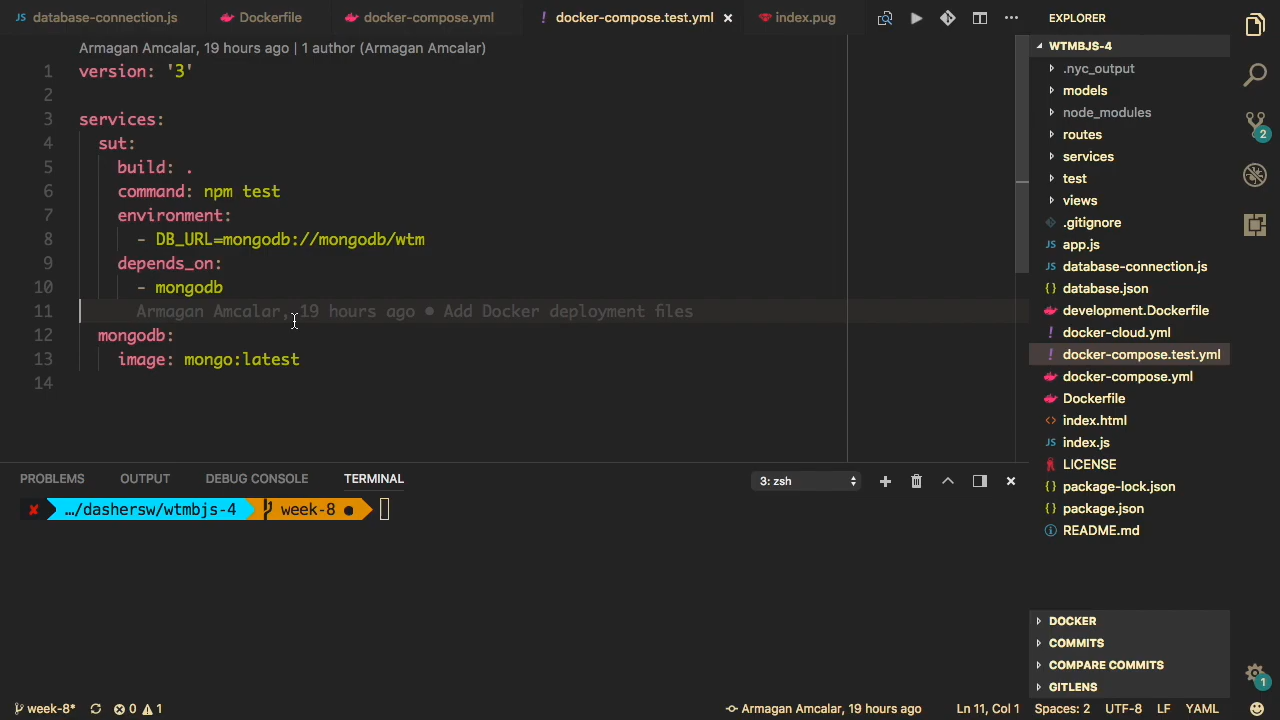 database-connection.js
Dockerfile
docker-compose.yml
docker-compose.test.yml
index.pug
Armagan Amcalar, 19 hours ago | 1 author (Armagan Amcalar)
1 version: '3'
2
3 services:
4 sut:
5 build: .
6 command: npm test
7 environment:
8 - DB_URL=mongodb://mongodb/wtm
9 depends_on:
10 - mongodb
11 Armagan Amcalar, 19 hours ago • Add Docker deployment files
12 mongodb:
13 image: mongo:latest
14
PROBLEMS OUTPUT DEBUG CONSOLE TERMINAL
3: zsh
…/dashersw/wtmbjs-4 week-8 ●
EXPLORER
WTMBJS-4
.nyc_output
models
node_modules
routes
services
test
views
.gitignore
app.js
database-connection.js
database.json
development.Dockerfile
docker-cloud.yml
docker-compose.test.yml
docker-compose.yml
Dockerfile
index.html
index.js
LICENSE
package-lock.json
package.json
README.md
DOCKER
COMMITS
COMPARE COMMITS
GITLENS
2
1
week-8* 0 1
Armagan Amcalar, 19 hours ago Ln 11, Col 1 Spaces: 2 UTF-8 LF YAML